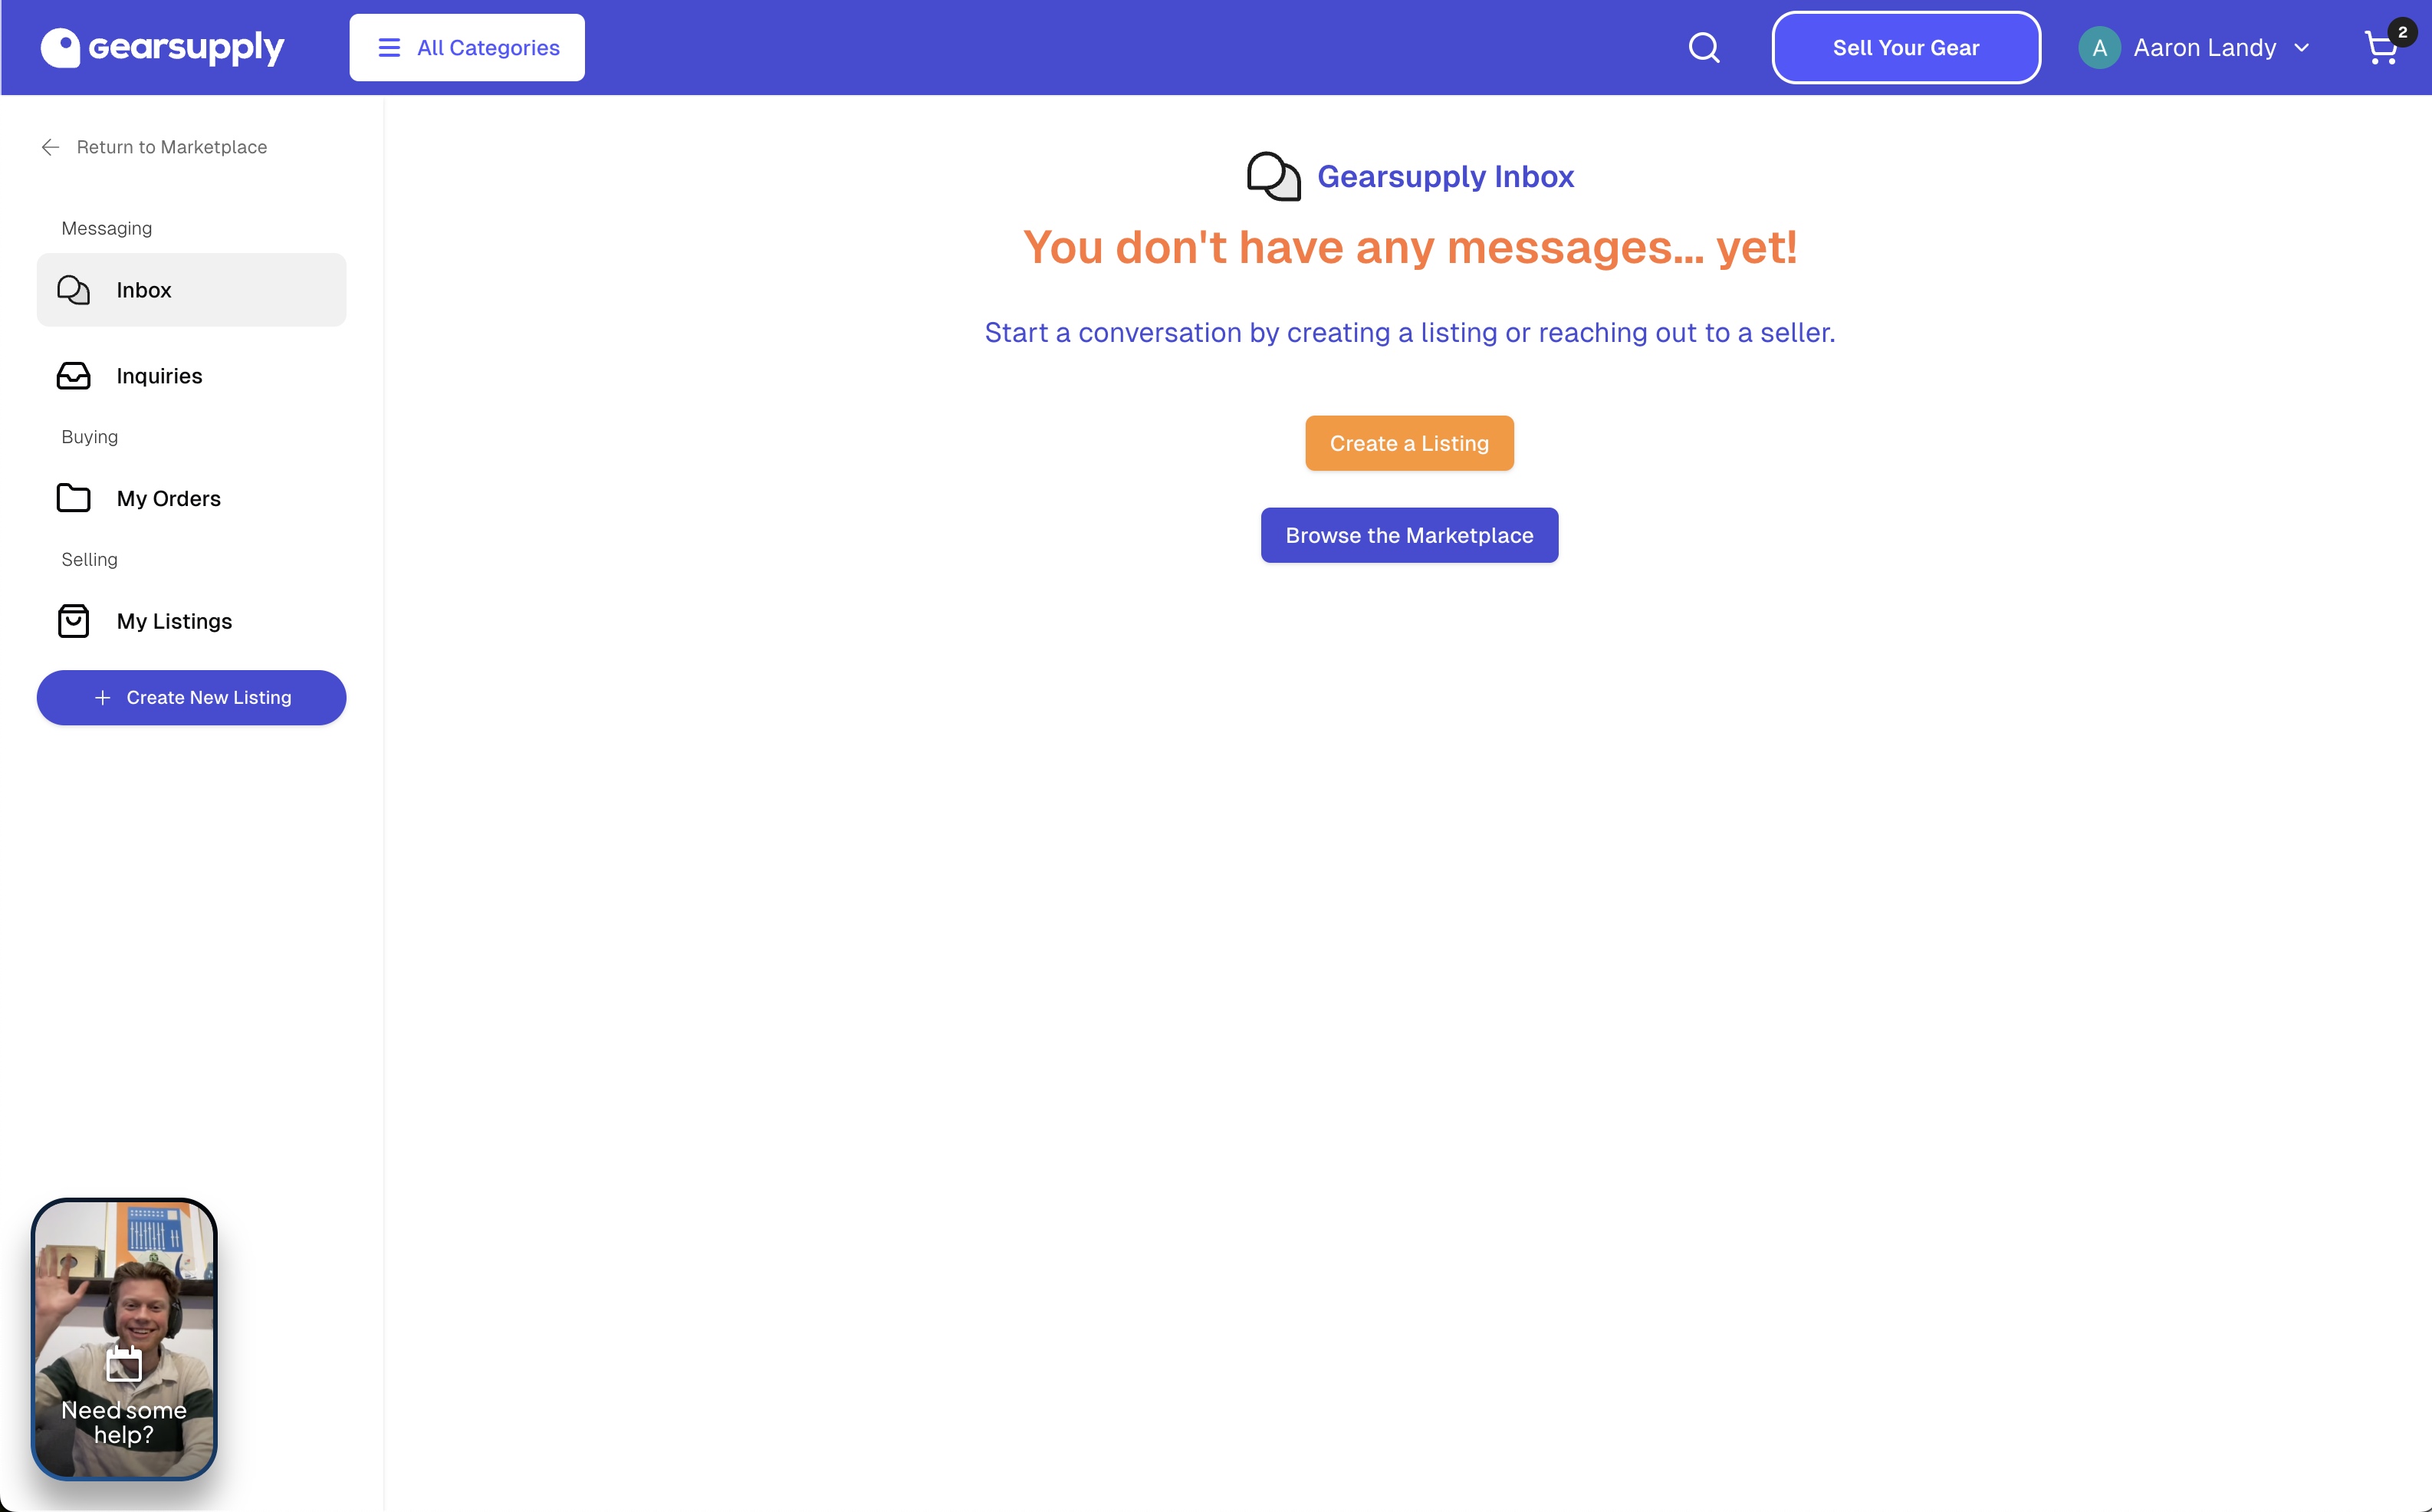 gearsupply
All Categories
Sell Your Gear
A
Aaron Landy
2
Return to Marketplace
Messaging
Inbox
Inquiries
Buying
My Orders
Selling
My Listings
Create New Listing
Gearsupply Inbox
You don't have any messages... yet!
Start a conversation by creating a listing or reaching out to a seller.
Create a Listing
Browse the Marketplace
Need some
help?